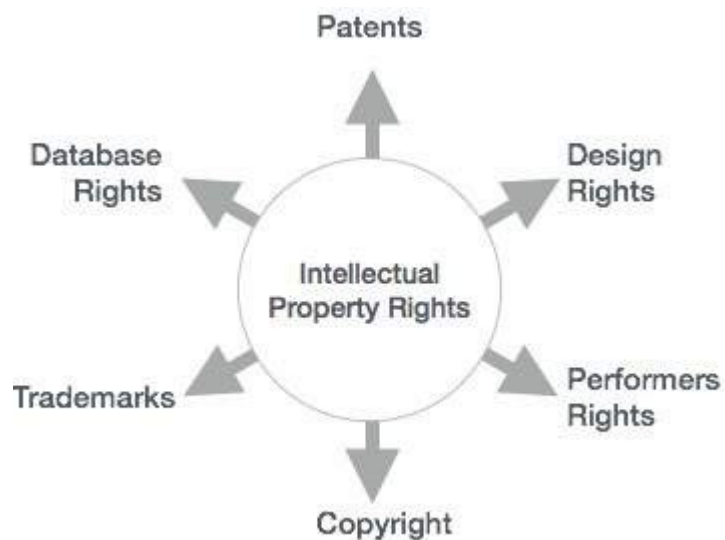 Patents
Database
Rights
Design
Rights
Intellectual
Property Rights
Trademarks
Performers
Rights
Copyright